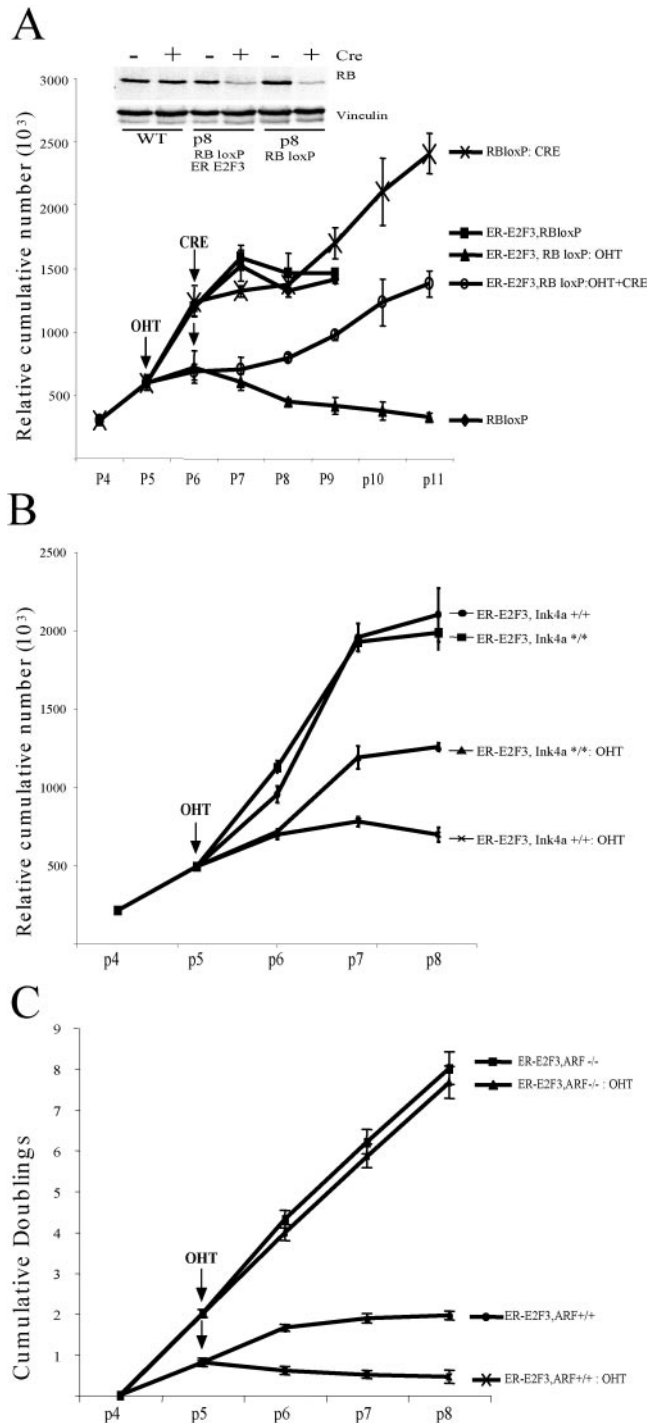 A
- + - + - + Cre
RB
Vinculin
WT p8 p8
RB loxP RB loxP
ER E2F3
3000
2500
2000
1500
1000
500
Relative cumulative number (10³)
OHT
CRE
RBloxP: CRE
ER-E2F3,RBloxP
ER-E2F3, RB loxP: OHT
ER-E2F3,RB loxP:OHT+CRE
RBloxP
P4 P5 P6 P7 P8 P9 p10 p11
B
2500
2000
1500
1000
500
Relative cumulative number (10³)
OHT
ER-E2F3, Ink4a +/+
ER-E2F3, Ink4a */*
ER-E2F3, Ink4a */*: OHT
ER-E2F3, Ink4a +/+: OHT
p4 p5 p6 p7 p8
C
9
8
7
6
5
4
3
2
1
Cumulative Doublings
OHT
ER-E2F3,ARF -/-
ER-E2F3,ARF-/- : OHT
ER-E2F3,ARF+/+
ER-E2F3,ARF+/+ : OHT
p4 p5 p6 p7 p8